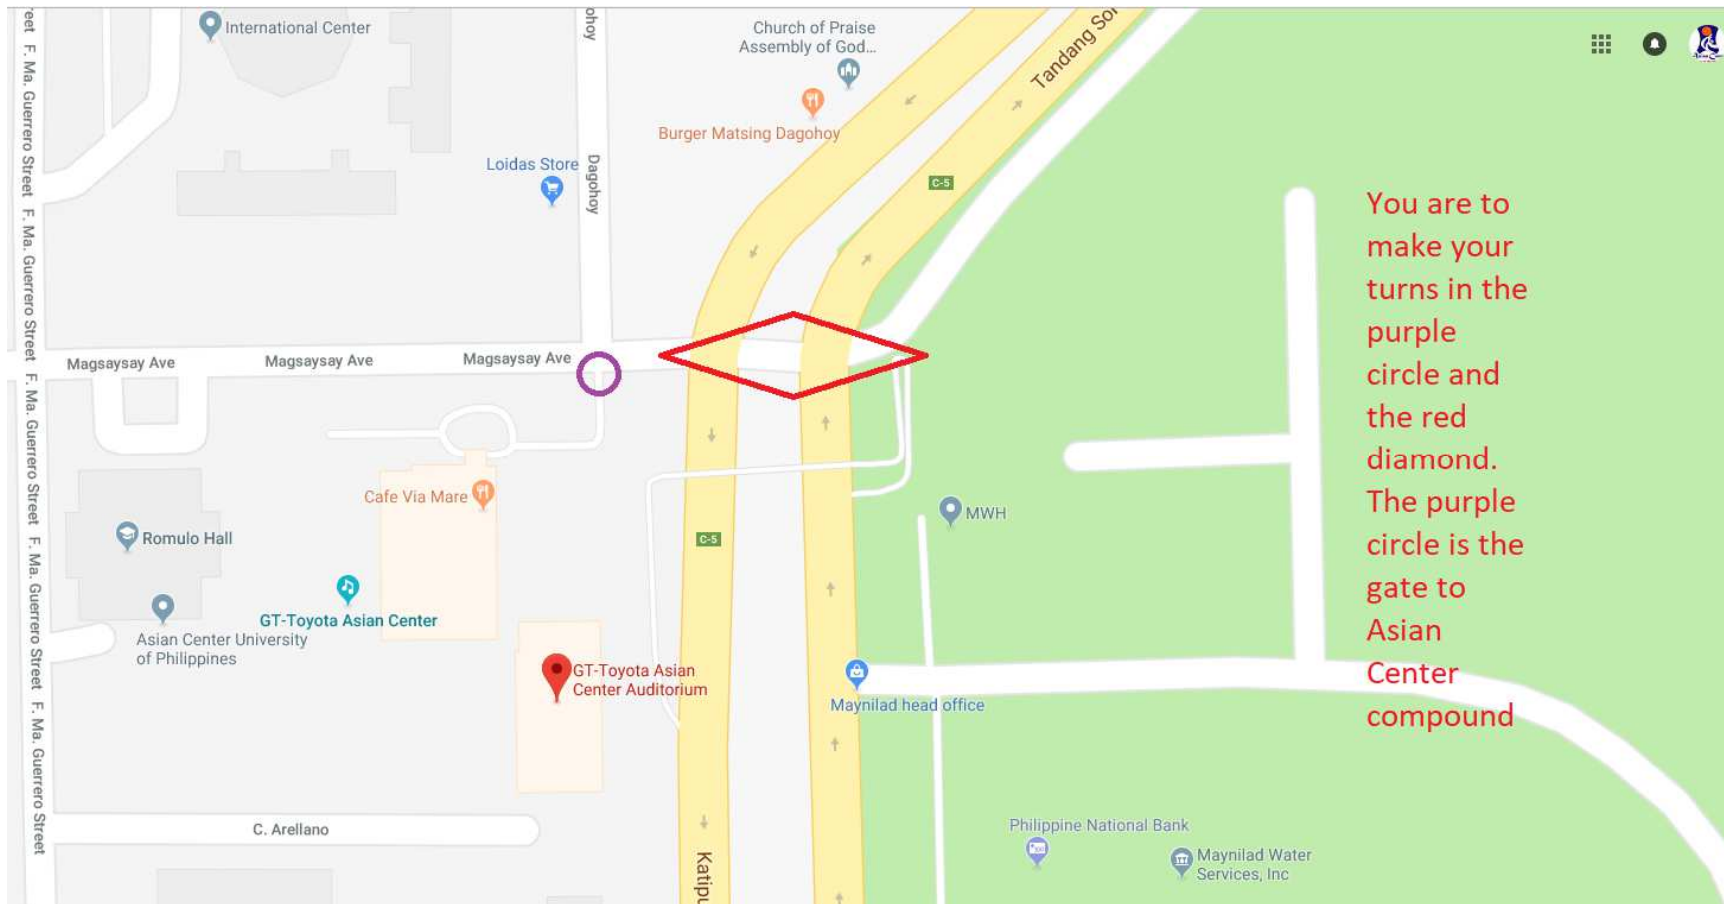 International Center
Church of Praise
Assembly of God...
Tandang Sor
Burger Matsing Dagohoy
Loidas Store
ohoy
Dagohoy
C-5
eet F. Ma. Guerrero Street F. Ma. Guerrero Street F. Ma. Guerrero Street F. Ma. Guerrero Street F. Ma. Guerrero Street
Magsaysay Ave
Magsaysay Ave
Magsaysay Ave
Cafe Via Mare
Romulo Hall
C-5
MWH
GT-Toyota Asian Center
Asian Center University
of Philippines
GT-Toyota Asian
Center Auditorium
Maynilad head office
C. Arellano
Katipu
Philippine National Bank
Maynilad Water
Services, Inc
You are to
make your
turns in the
purple
circle and
the red
diamond.
The purple
circle is the
gate to
Asian
Center
compound